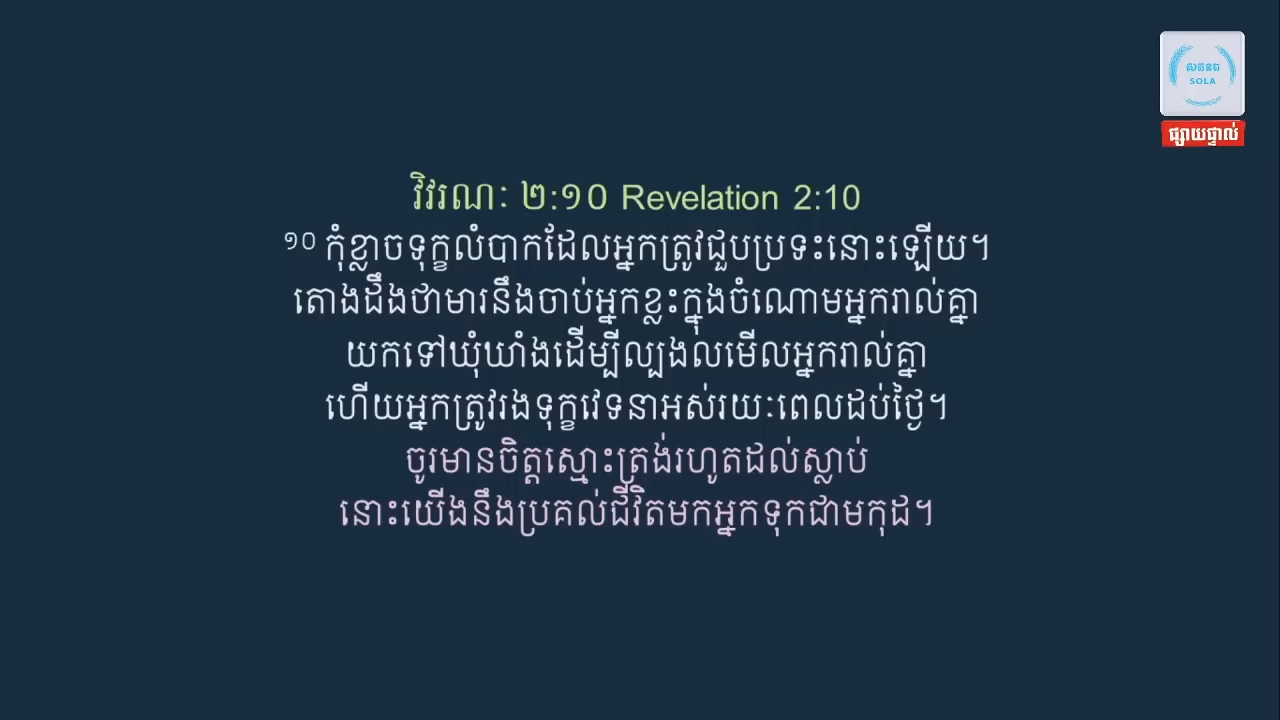 សថនជ
SOLA
ផ្សាយផ្ទាល់
វិវរណៈ ២:១០ Revelation 2:10
១០ កុំខ្លាចទុក្ខលំបាកដែលអ្នកត្រូវជួបប្រទះនោះឡើយ។
តោងដឹងថាមារនឹងចាប់អ្នកខ្លះក្នុងចំណោមអ្នករាល់គ្នា
យកទៅឃុំឃាំងដើម្បីល្បងលមើលអ្នករាល់គ្នា
ហើយអ្នកត្រូវរងទុក្ខវេទនាអស់រយៈពេលដប់ថ្ងៃ។
ចូរមានចិត្តស្មោះត្រង់រហូតដល់ស្លាប់
នោះយើងនឹងប្រគល់ជីវិតមកអ្នកទុកជាមកុដ។